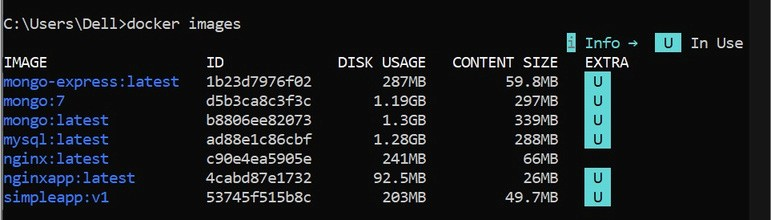 C:\Users\Dell>docker images
i Info → U In Use
IMAGE ID DISK USAGE CONTENT SIZE EXTRA
mongo-express:latest 1b23d7976f02 287MB 59.8MB U
mongo:7 d5b3ca8c3f3c 1.19GB 297MB U
mongo:latest b8806ee82073 1.3GB 339MB U
mysql:latest ad88e1c86cbf 1.28GB 288MB U
nginx:latest c90e4ea5905e 241MB 66MB
nginxapp:latest 4cabd87e1732 92.5MB 26MB U
simpleapp:v1 53745f515b8c 203MB 49.7MB U